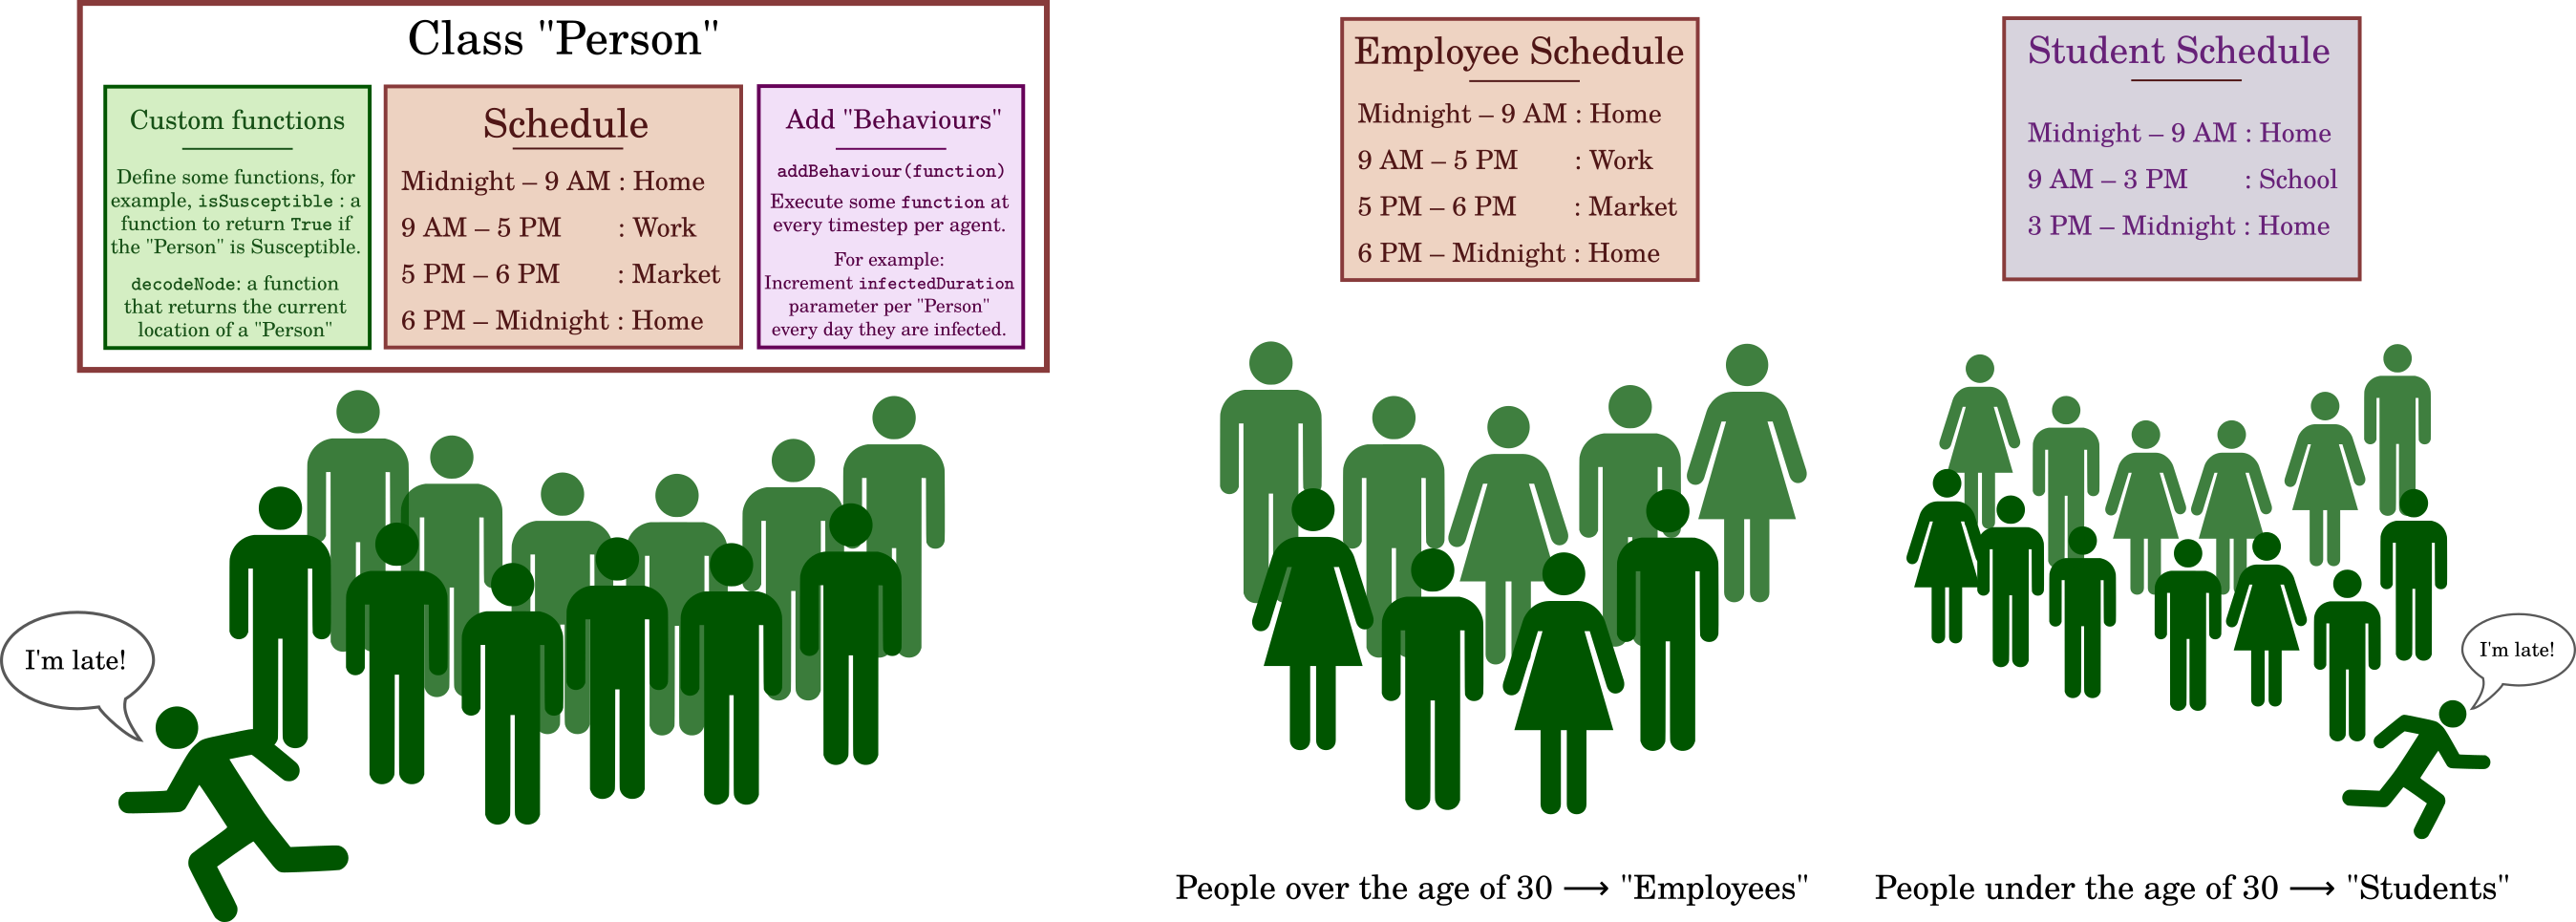 Class "Person"
Custom functions
Define some functions, for
example, isSusceptible : a
function to return True if
the "Person" is Susceptible.
decodeNode: a function
that returns the current
location of a "Person"
Schedule
Midnight – 9 AM : Home
9 AM – 5 PM : Work
5 PM – 6 PM : Market
6 PM – Midnight : Home
Add "Behaviours"
addBehaviour(function)
Execute some function at
every timestep per agent.
For example:
Increment infectedDuration
parameter per "Person"
every day they are infected.
I'm late!
Employee Schedule
Midnight – 9 AM : Home
9 AM – 5 PM : Work
5 PM – 6 PM : Market
6 PM – Midnight : Home
People over the age of 30 ⟶ "Employees"
Student Schedule
Midnight – 9 AM : Home
9 AM – 3 PM : School
3 PM – Midnight : Home
I'm late!
People under the age of 30 ⟶ "Students"